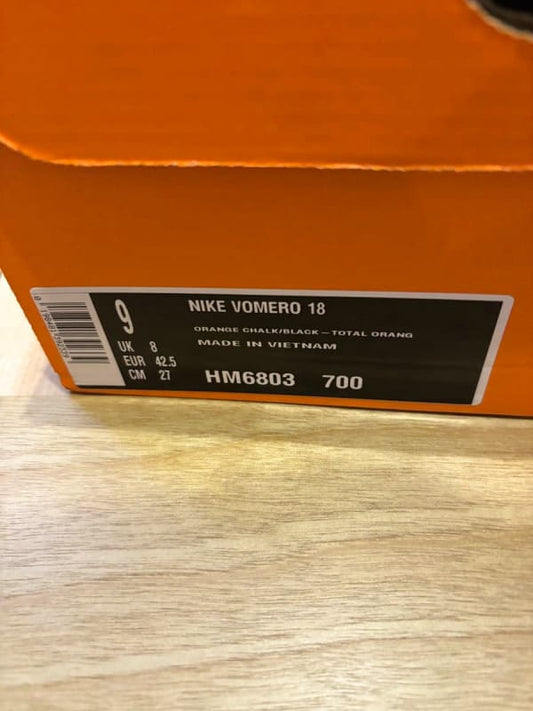 9
UK 8
EUR 42.5
CM 27
NIKE VOMERO 18
ORANGE CHALK/BLACK – TOTAL ORANG
MADE IN VIETNAM
HM6803 700